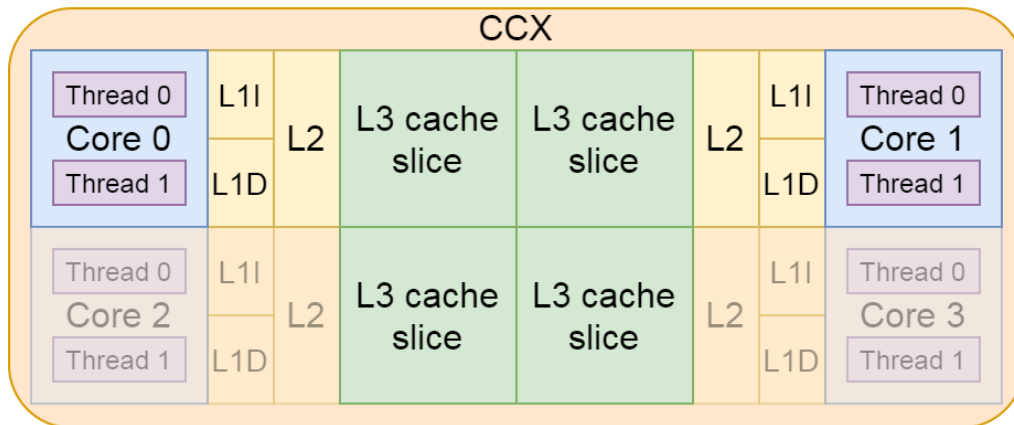 CCX
Thread 0
Core 0
Thread 1
L1I
L1D
L2
L3 cache
slice
L3 cache
slice
L2
L1I
L1D
Thread 0
Core 1
Thread 1
Thread 0
Core 2
Thread 1
L1I
L1D
L2
L3 cache
slice
L3 cache
slice
L2
L1I
L1D
Thread 0
Core 3
Thread 1